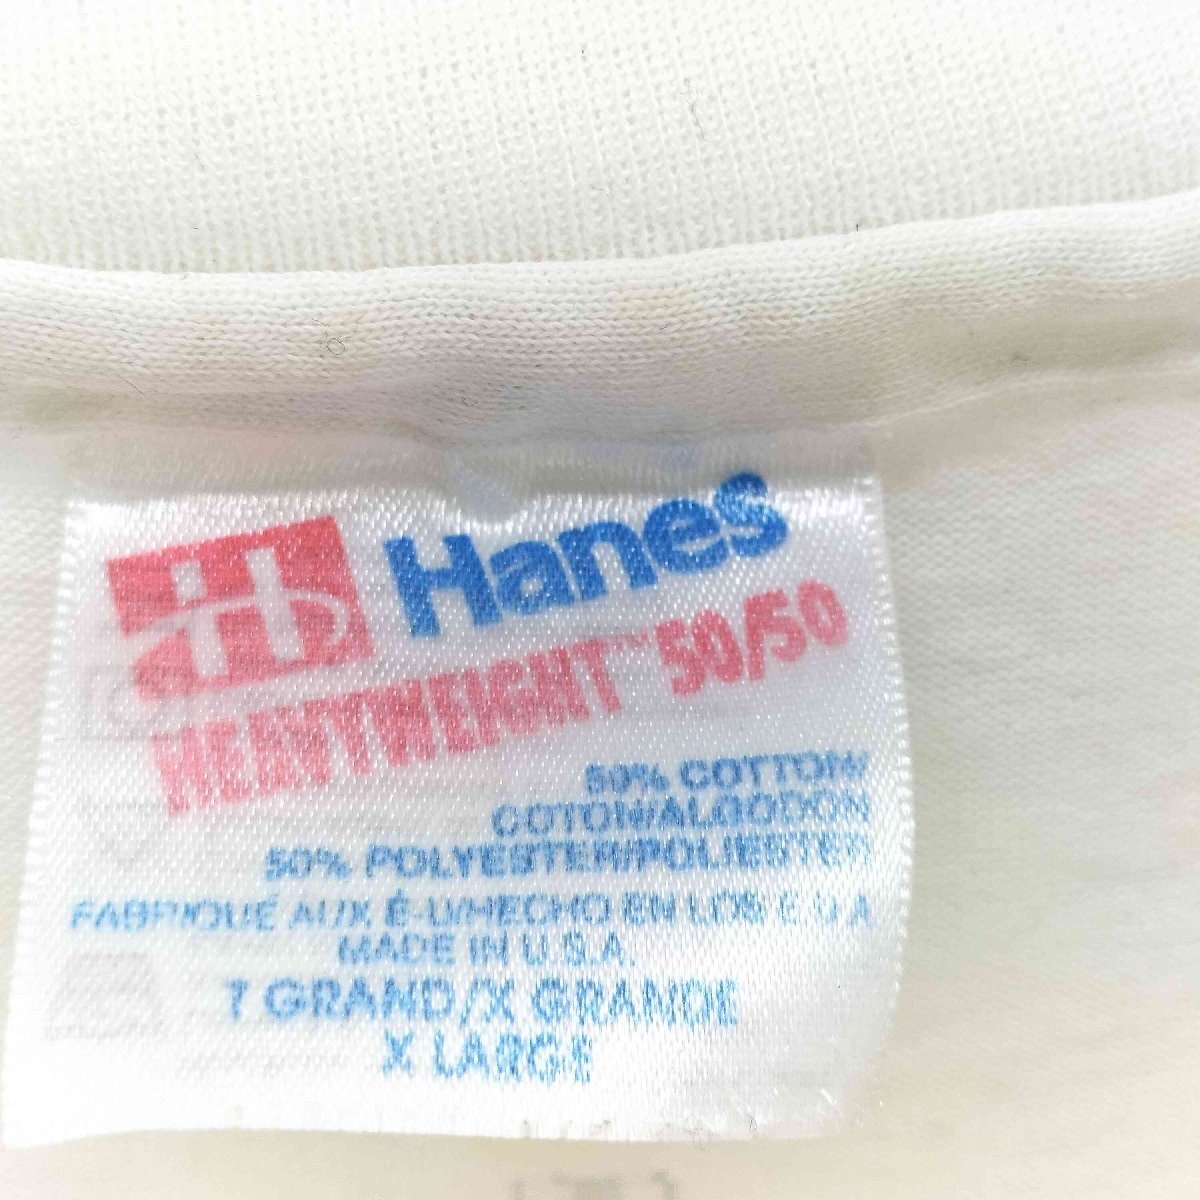 Hanes
HEAVYWEIGHT™ 50/50
50% COTTON/
COTON/ALGODON
50% POLYESTER/POLIESTER
FABRIQUÉ AUX É-U/HECHO EN LOS E.U.A
MADE IN U.S.A.
T GRAND/X GRANDE
X LARGE